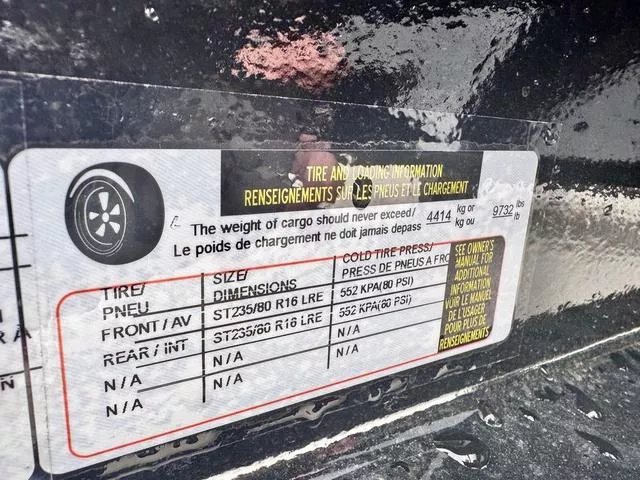 TIRE AND LOADING INFORMATION
RENSEIGNEMENTS SUR LES PNEUS ET LE CHARGEMENT
The weight of cargo should never exceed/ 4414 kg or 9732 lbs
Le poids de chargement ne doit jamais depass kg ou lb
TIRE/ SIZE/ COLD TIRE PRESS/
PNEU DIMENSIONS PRESS DE PNEUS A FRO
FRONT / AV ST235/80 R16 LRE 552 KPA(80 PSI)
REAR / INT ST235/80 R16 LRE 552 KPA(80 PSI)
N / A N / A N / A
N / A N / A N / A
SEE OWNER'S
MANUAL FOR
ADDITIONAL
INFORMATION
VOIR LE MANUEL
DE L'USAGER
POUR PLUS DE
RENSEIGNEMENTS